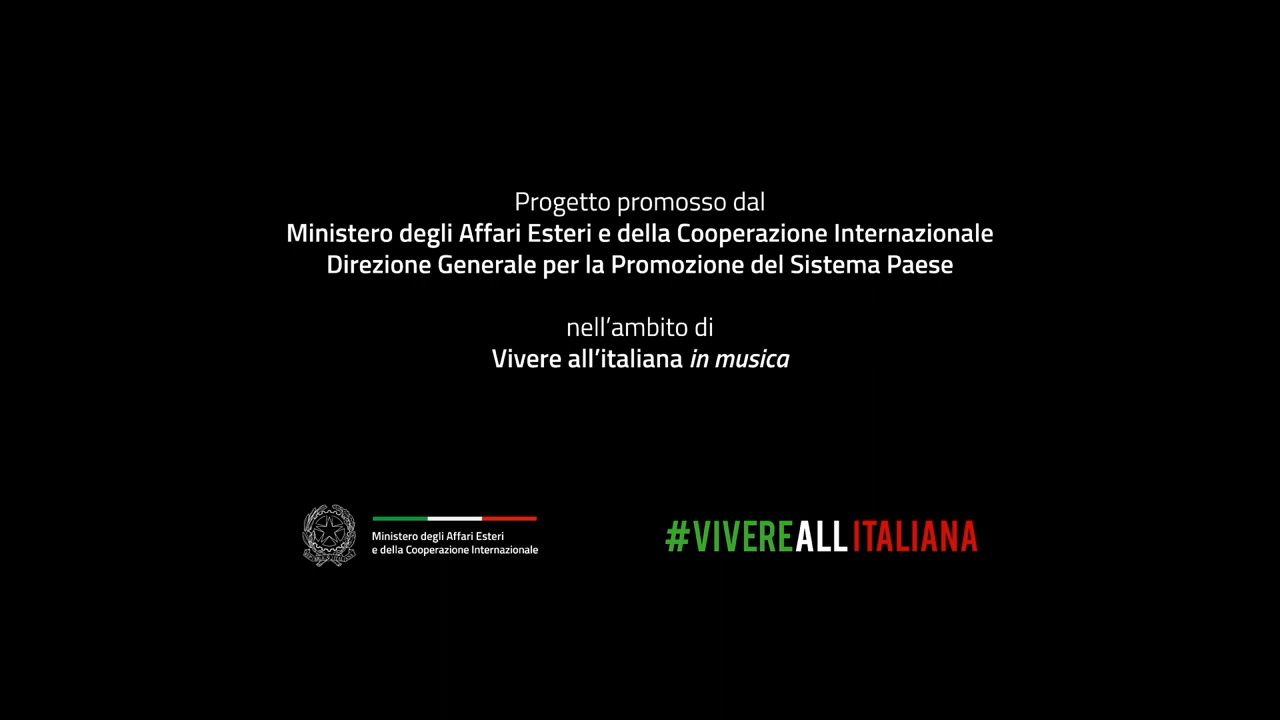 Progetto promosso dal
Ministero degli Affari Esteri e della Cooperazione Internazionale
Direzione Generale per la Promozione del Sistema Paese
nell’ambito di
Vivere all’italiana in musica
Ministero degli Affari Esteri
e della Cooperazione Internazionale
#VIVEREALLITALIANA